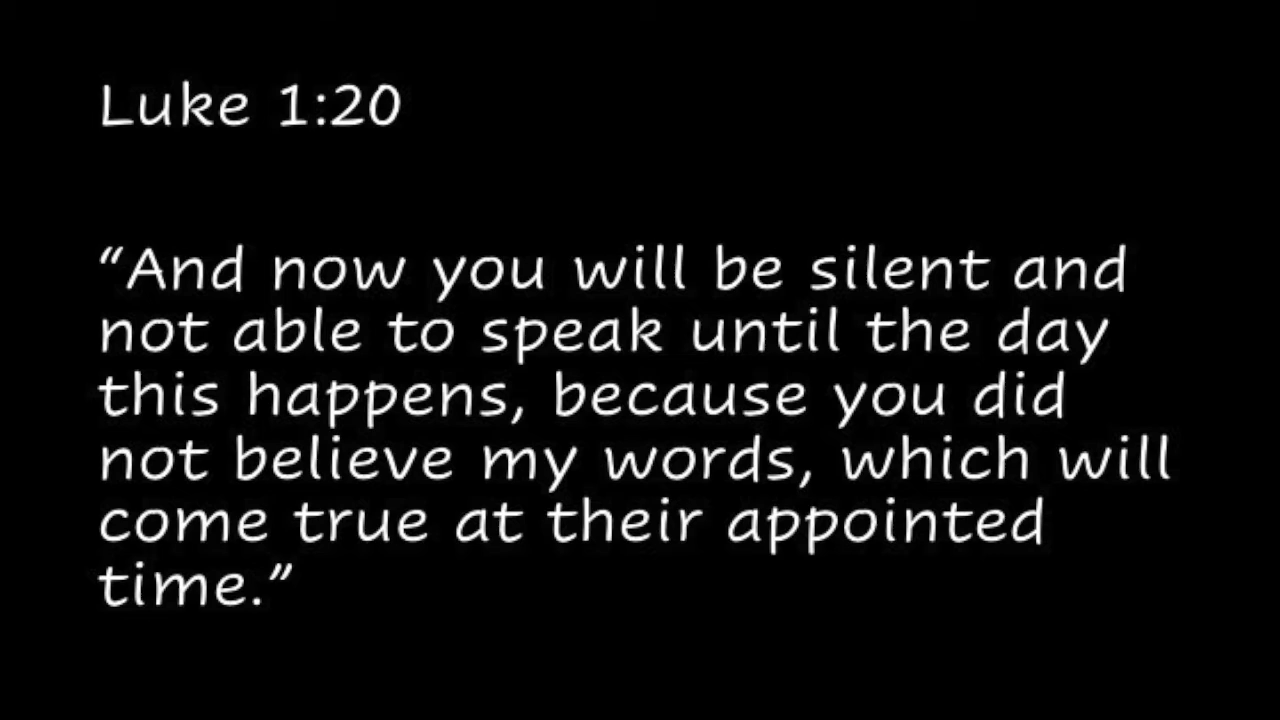 Luke 1:20
“And now you will be silent and
not able to speak until the day
this happens, because you did
not believe my words, which will
come true at their appointed
time.”